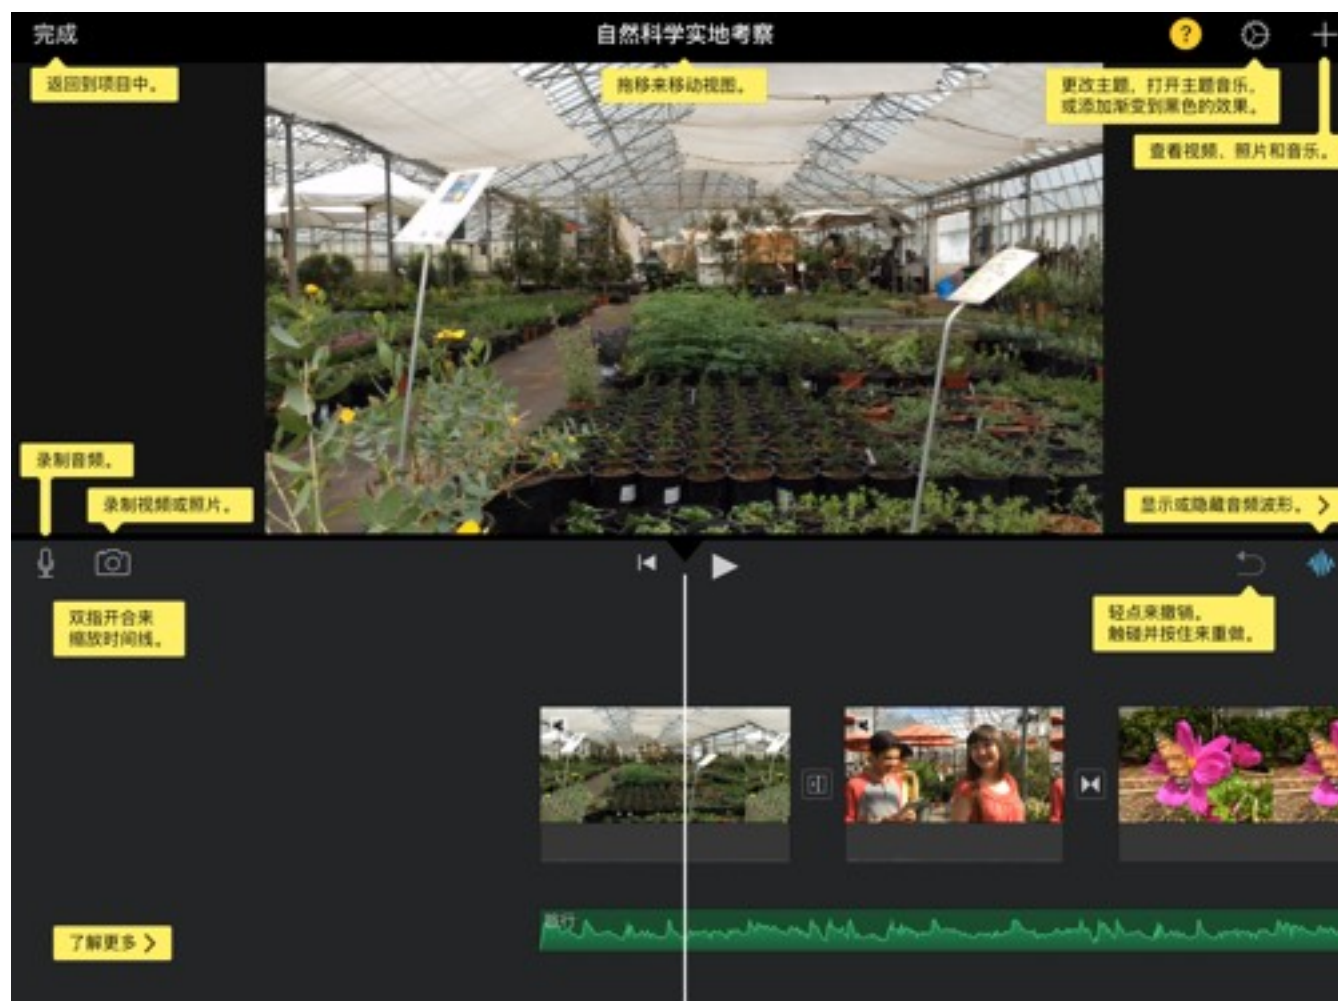 完成
自然科学实地考察
?
返回到项目中。
拖移来移动视图。
更改主题、打开主题音乐、
或添加渐变到黑色的效果。
查看视频、照片和音乐。
录制音频。
录制视频或照片。
显示或隐藏音频波形。
双指开合来
缩放时间线。
轻点来撤销。
触碰并按住来重做。
旅行
了解更多